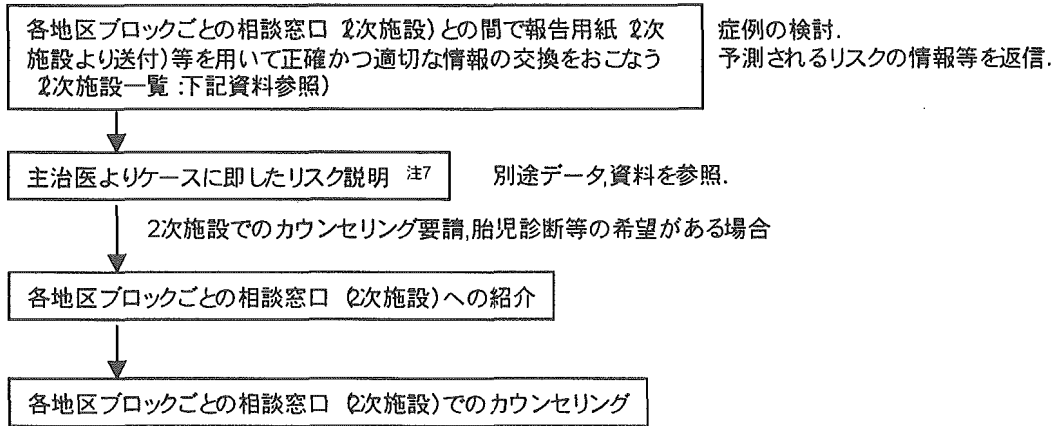 各地区ブロックごとの相談窓口（2次施設）との間で報告用紙（2次
施設より送付）等を用いて正確かつ適切な情報の交換をおこなう
（2次施設一覧：下記資料参照）
症例の検討.
予測されるリスクの情報等を返信.
主治医よりケースに即したリスク説明 注7
別途データ,資料を参照.
2次施設でのカウンセリング要請,胎児診断等の希望がある場合
各地区ブロックごとの相談窓口（2次施設）への紹介
各地区ブロックごとの相談窓口（2次施設）でのカウンセリング